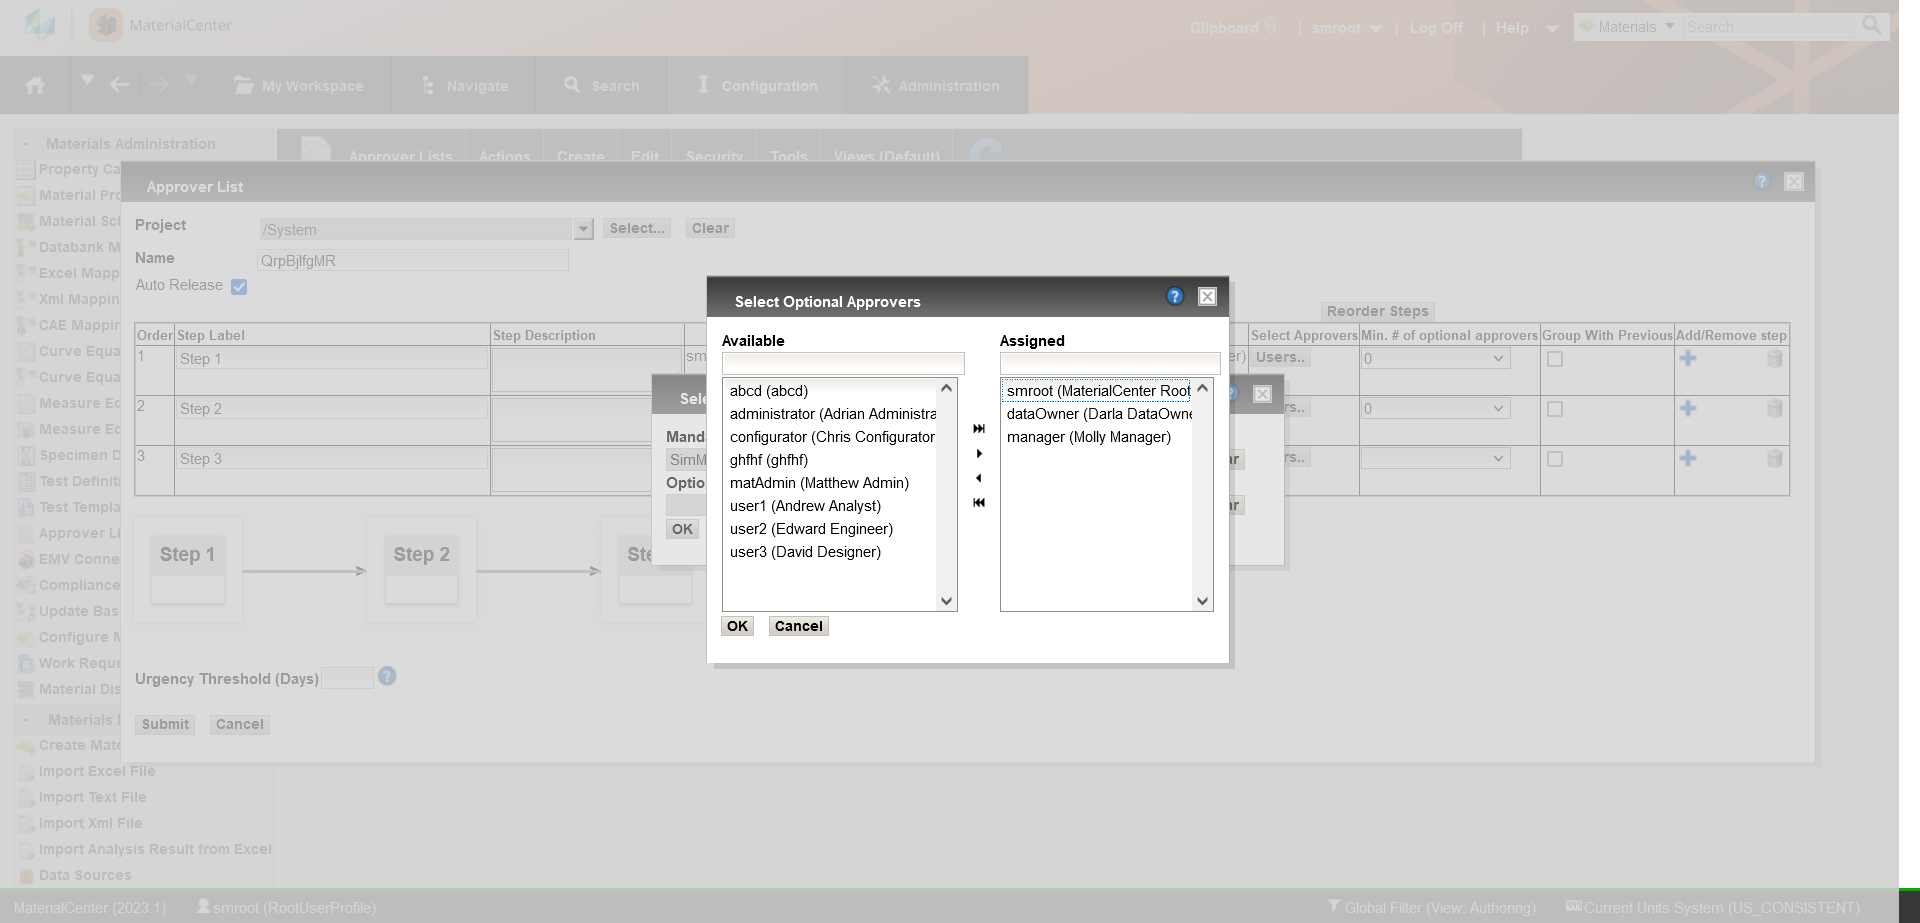 MaterialCenter
Clipboard | smroot | Log Off | Help Materials Search
My Workspace Navigate Search Configuration Administration
- Materials Administration
Approver Lists Actions Create Edit Security Tools Views (Default)
Property Ca
Material Pro
Material Sch
Databank M
Excel Mapp
Xml Mappin
CAE Mappin
Curve Equa
Curve Equa
Measure Ed
Measure Ed
Specimen D
Test Definiti
Test Templa
Approver Li
EMV Conne
Compliance
Update Bas
Configure M
Work Reque
Material Dis
- Materials I
Create Mate
Import Excel File
Import Text File
Import Xml File
Import Analysis Result from Excel
Data Sources
Approver List
Project /System Select... Clear
Name QrpBjlfgMR
Auto Release
Reorder Steps
Order Step Label Step Description Select Approvers Min. # of optional approvers Group With Previous Add/Remove step
1 Step 1 sm er) Users.. 0
2 Step 2 rs.. 0
3 Step 3 rs..
Step 1 Step 2 Ste
Urgency Threshold (Days)
Submit Cancel
Sele
Manda
SimM ar
Optio
ar
OK
Select Optional Approvers
Available Assigned
abcd (abcd)
administrator (Adrian Administra
configurator (Chris Configurator
ghfhf (ghfhf)
matAdmin (Matthew Admin)
user1 (Andrew Analyst)
user2 (Edward Engineer)
user3 (David Designer)
smroot (MaterialCenter Root
dataOwner (Darla DataOwne
manager (Molly Manager)
OK Cancel
MaterialCenter (2023.1) smroot (RootUserProfile) Global Filter (View: Authoring) Current Units System (US_CONSISTENT)